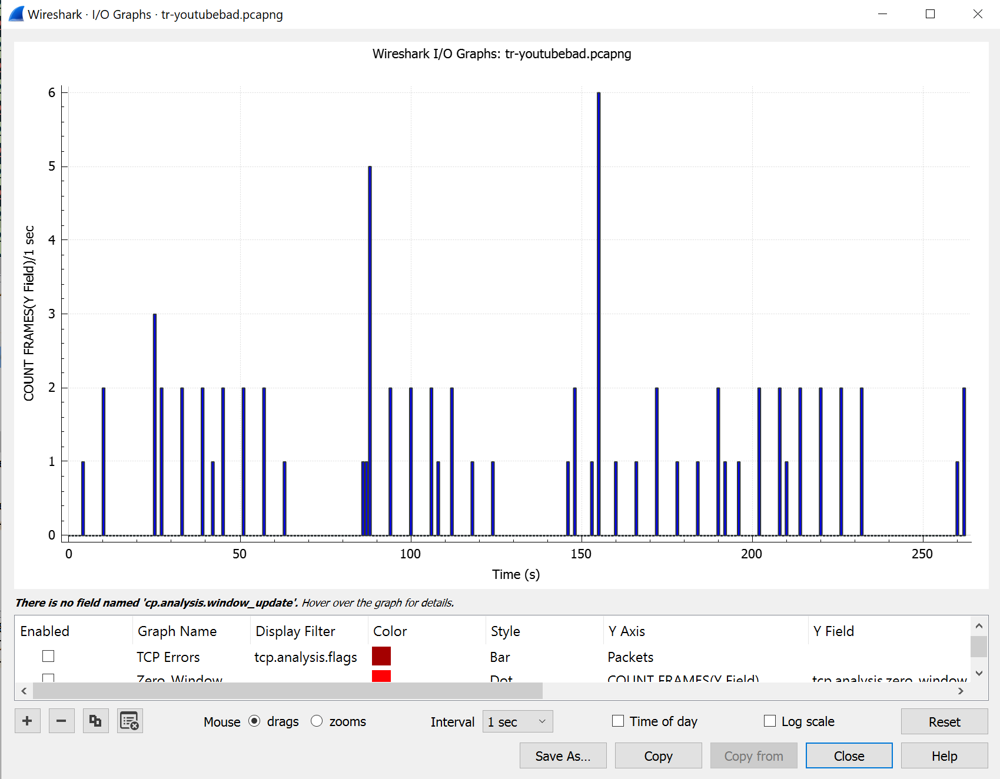 Wireshark · I/O Graphs · tr-youtubebad.pcapng
Wireshark I/O Graphs: tr-youtubebad.pcapng
COUNT FRAMES(Y Field)/1 sec
6
5
4
3
2
1
0
0 50 100 150 200 250
Time (s)
There is no field named 'cp.analysis.window_update'. Hover over the graph for details.
Enabled Graph Name Display Filter Color Style Y Axis Y Field
TCP Errors tcp.analysis.flags Bar Packets
Zero Window Dot COUNT FRAMES(Y Field) tcp.analysis.zero_window
Mouse drags zooms Interval 1 sec Time of day Log scale Reset
Save As... Copy Copy from Close Help